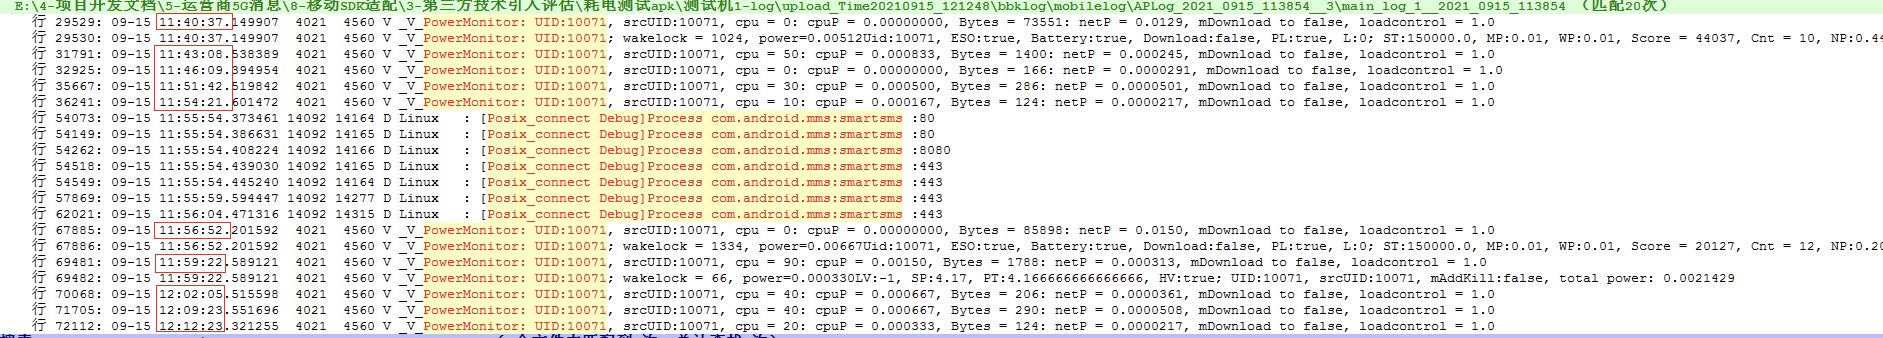 E:\4-项目开发文档\5-运营商5G消息\8-移动SDK适配\3-第三方技术引入评估\耗电测试apk\测试机1-log\upload_Time20210915_121248\bbklog\mobilelog\APLog_2021_0915_113854__3\main_log_1__2021_0915_113854 (匹配20次)
行 29529: 09-15 11:40:37.149907  4021  4560 V _V_PowerMonitor: UID:10071, srcUID:10071, cpu = 0: cpuP = 0.00000000, Bytes = 73551: netP = 0.0129, mDownload to false, loadcontrol = 1.0
行 29530: 09-15 11:40:37.149907  4021  4560 V _V_PowerMonitor: UID:10071; wakelock = 1024, power=0.00512Uid:10071, ESO:true, Battery:true, Download:false, PL:true, L:0; ST:150000.0, MP:0.01, WP:0.01, Score = 44037, Cnt = 10, NP:0.44
行 31791: 09-15 11:43:08.538389  4021  4560 V _V_PowerMonitor: UID:10071, srcUID:10071, cpu = 50: cpuP = 0.000833, Bytes = 1400: netP = 0.000245, mDownload to false, loadcontrol = 1.0
行 32925: 09-15 11:46:09.394954  4021  4560 V _V_PowerMonitor: UID:10071, srcUID:10071, cpu = 0: cpuP = 0.00000000, Bytes = 166: netP = 0.0000291, mDownload to false, loadcontrol = 1.0
行 35667: 09-15 11:51:42.519842  4021  4560 V _V_PowerMonitor: UID:10071, srcUID:10071, cpu = 30: cpuP = 0.000500, Bytes = 286: netP = 0.0000501, mDownload to false, loadcontrol = 1.0
行 36241: 09-15 11:54:21.601472  4021  4560 V _V_PowerMonitor: UID:10071, srcUID:10071, cpu = 10: cpuP = 0.000167, Bytes = 124: netP = 0.0000217, mDownload to false, loadcontrol = 1.0
行 54073: 09-15 11:55:54.373461 14092 14164 D Linux   : [Posix_connect Debug]Process com.android.mms:smartsms :80
行 54149: 09-15 11:55:54.386631 14092 14165 D Linux   : [Posix_connect Debug]Process com.android.mms:smartsms :80
行 54262: 09-15 11:55:54.408224 14092 14166 D Linux   : [Posix_connect Debug]Process com.android.mms:smartsms :8080
行 54518: 09-15 11:55:54.439030 14092 14165 D Linux   : [Posix_connect Debug]Process com.android.mms:smartsms :443
行 54549: 09-15 11:55:54.445240 14092 14164 D Linux   : [Posix_connect Debug]Process com.android.mms:smartsms :443
行 57869: 09-15 11:55:59.594447 14092 14277 D Linux   : [Posix_connect Debug]Process com.android.mms:smartsms :443
行 62021: 09-15 11:56:04.471316 14092 14315 D Linux   : [Posix_connect Debug]Process com.android.mms:smartsms :443
行 67885: 09-15 11:56:52.201592  4021  4560 V _V_PowerMonitor: UID:10071, srcUID:10071, cpu = 0: cpuP = 0.00000000, Bytes = 85898: netP = 0.0150, mDownload to false, loadcontrol = 1.0
行 67886: 09-15 11:56:52.201592  4021  4560 V _V_PowerMonitor: UID:10071; wakelock = 1334, power=0.00667Uid:10071, ESO:true, Battery:true, Download:false, PL:true, L:0; ST:150000.0, MP:0.01, WP:0.01, Score = 20127, Cnt = 12, NP:0.20
行 69481: 09-15 11:59:22.589121  4021  4560 V _V_PowerMonitor: UID:10071, srcUID:10071, cpu = 90: cpuP = 0.00150, Bytes = 1788: netP = 0.000313, mDownload to false, loadcontrol = 1.0
行 69482: 09-15 11:59:22.589121  4021  4560 V _V_PowerMonitor: UID:10071; wakelock = 66, power=0.000330LV:-1, SP:4.17, PT:4.166666666666666, HV:true; UID:10071, srcUID:10071, mAddKill:false, total power: 0.0021429
行 70068: 09-15 12:02:05.515598  4021  4560 V _V_PowerMonitor: UID:10071, srcUID:10071, cpu = 40: cpuP = 0.000667, Bytes = 206: netP = 0.0000361, mDownload to false, loadcontrol = 1.0
行 71705: 09-15 12:09:23.551696  4021  4560 V _V_PowerMonitor: UID:10071, srcUID:10071, cpu = 40: cpuP = 0.000667, Bytes = 290: netP = 0.0000508, mDownload to false, loadcontrol = 1.0
行 72112: 09-15 12:12:23.321255  4021  4560 V _V_PowerMonitor: UID:10071, srcUID:10071, cpu = 20: cpuP = 0.000333, Bytes = 124: netP = 0.0000217, mDownload to false, loadcontrol = 1.0